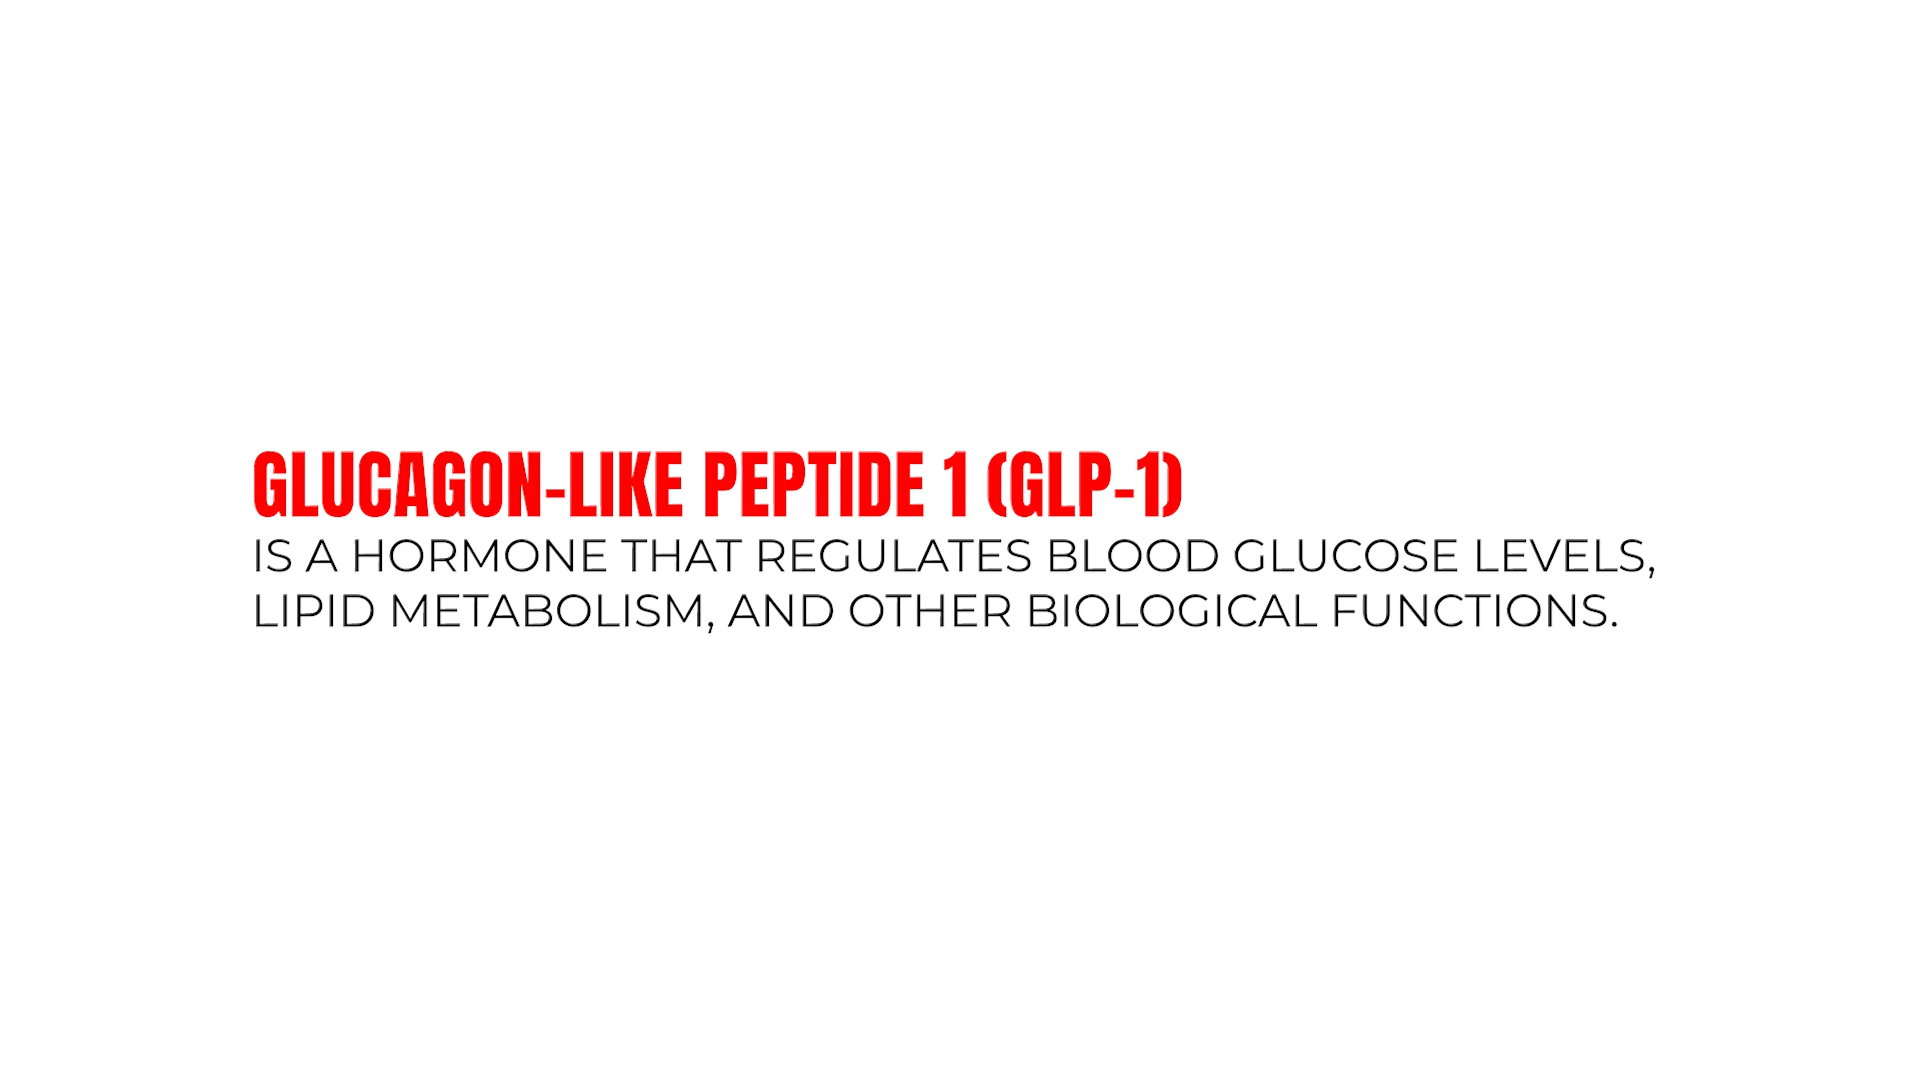 GLUCAGON-LIKE PEPTIDE 1 (GLP-1)
IS A HORMONE THAT REGULATES BLOOD GLUCOSE LEVELS,
LIPID METABOLISM, AND OTHER BIOLOGICAL FUNCTIONS.